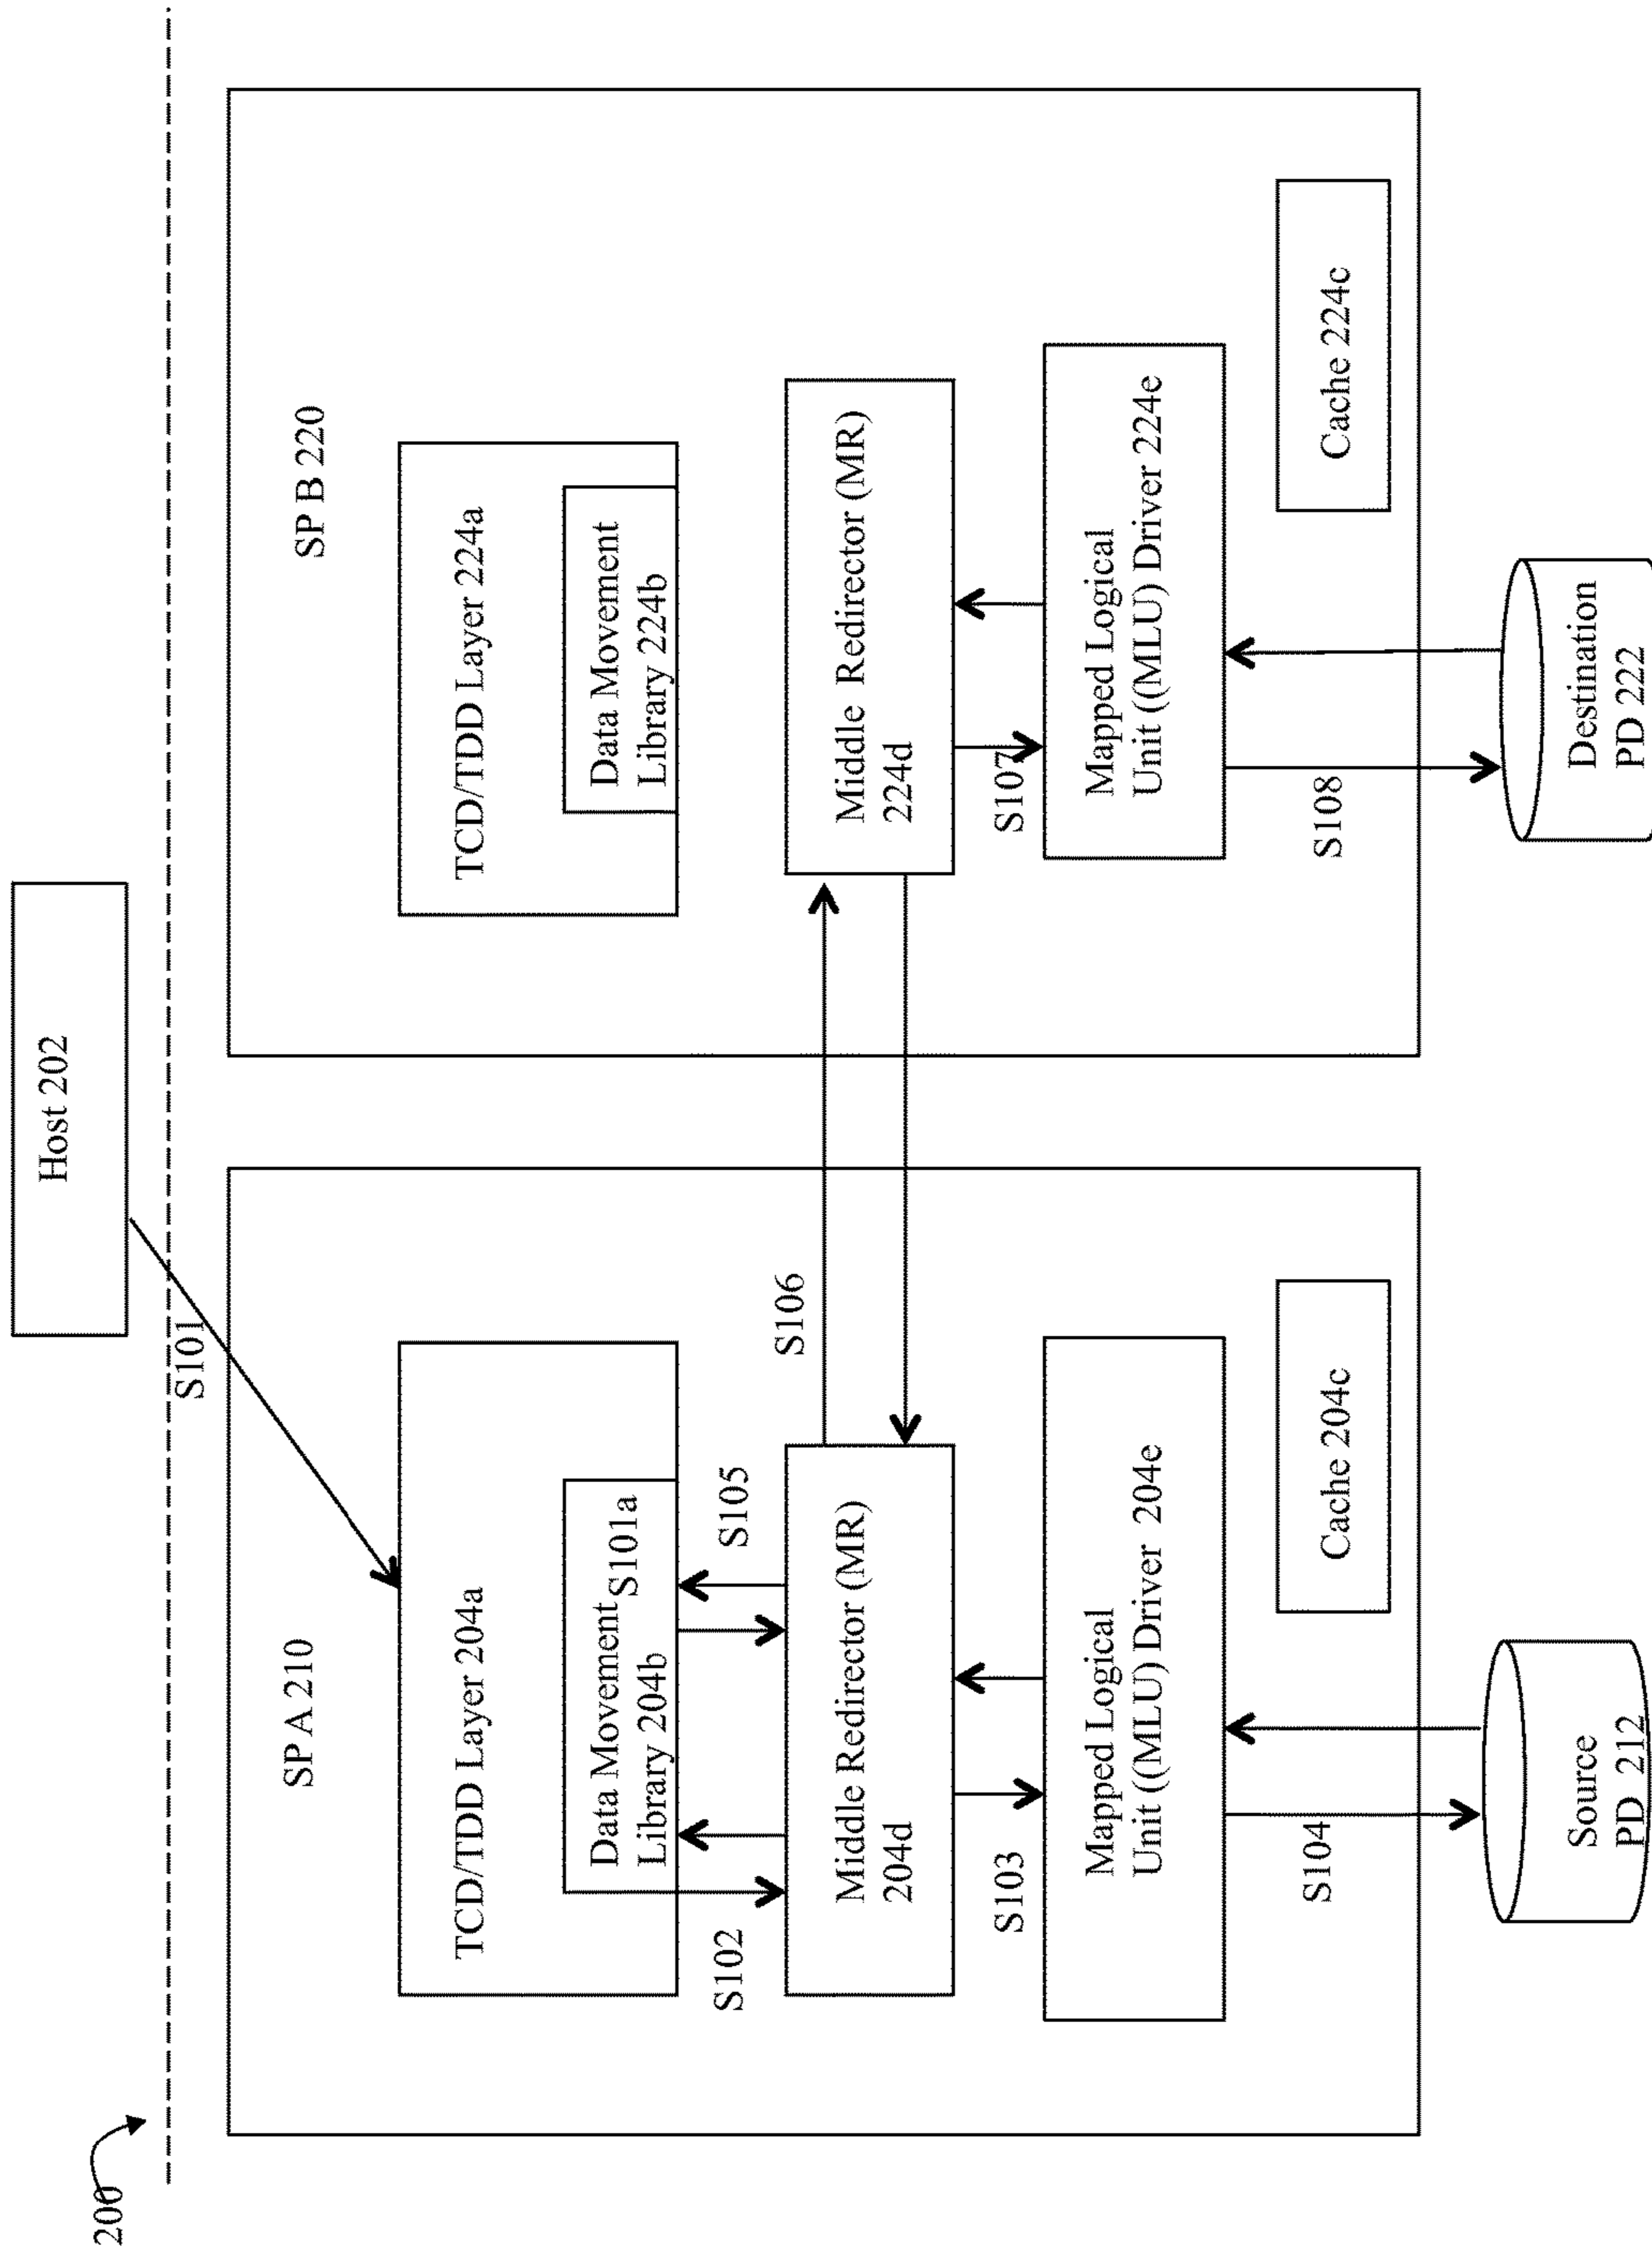 200
Host 202
S101
SP A 210
TCD/TDD Layer 204a
Data Movement
Library 204b
S101a
S102
S105
Middle Redirector (MR)
204d
S106
S103
Mapped Logical
Unit ((MLU) Driver 204e
S104
Cache 204c
Source
PD 212
SP B 220
TCD/TDD Layer 224a
Data Movement
Library 224b
Middle Redirector (MR)
224d
S107
Mapped Logical
Unit ((MLU) Driver 224e
S108
Cache 224c
Destination
PD 222